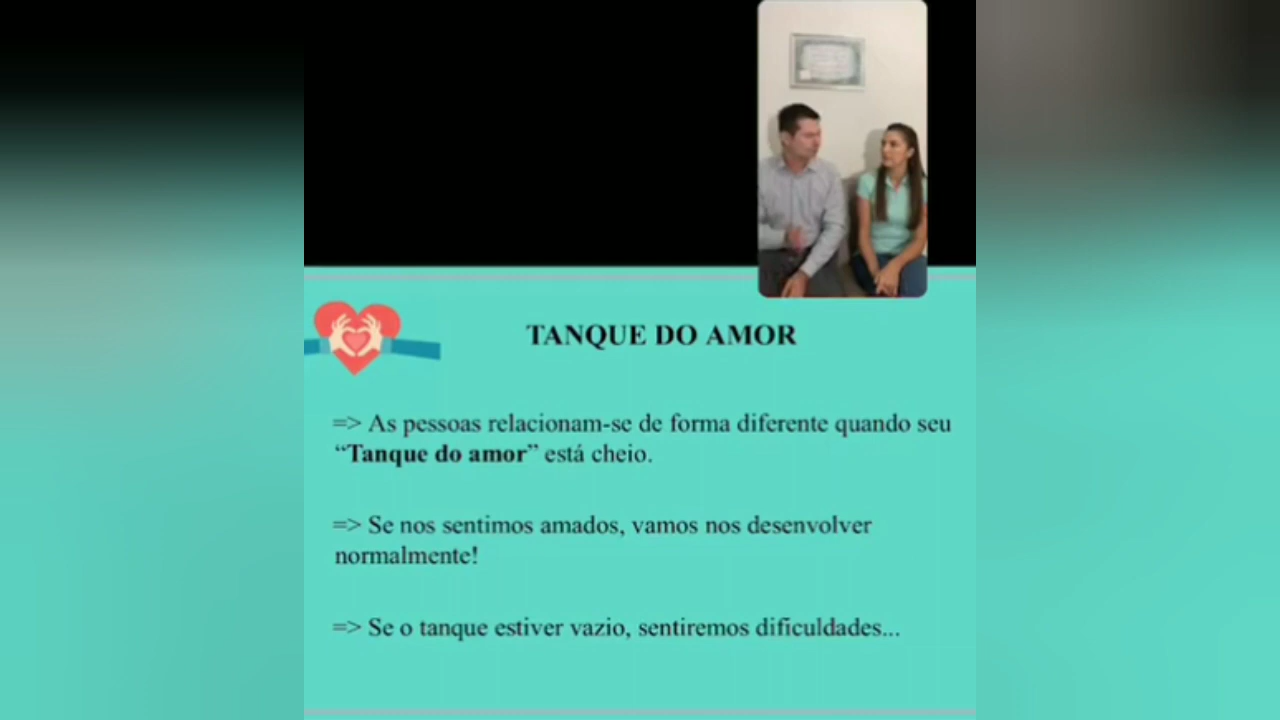 TANQUE DO AMOR
=> As pessoas relacionam-se de forma diferente quando seu
“Tanque do amor” está cheio.
=> Se nos sentimos amados, vamos nos desenvolver
normalmente!
=> Se o tanque estiver vazio, sentiremos dificuldades...